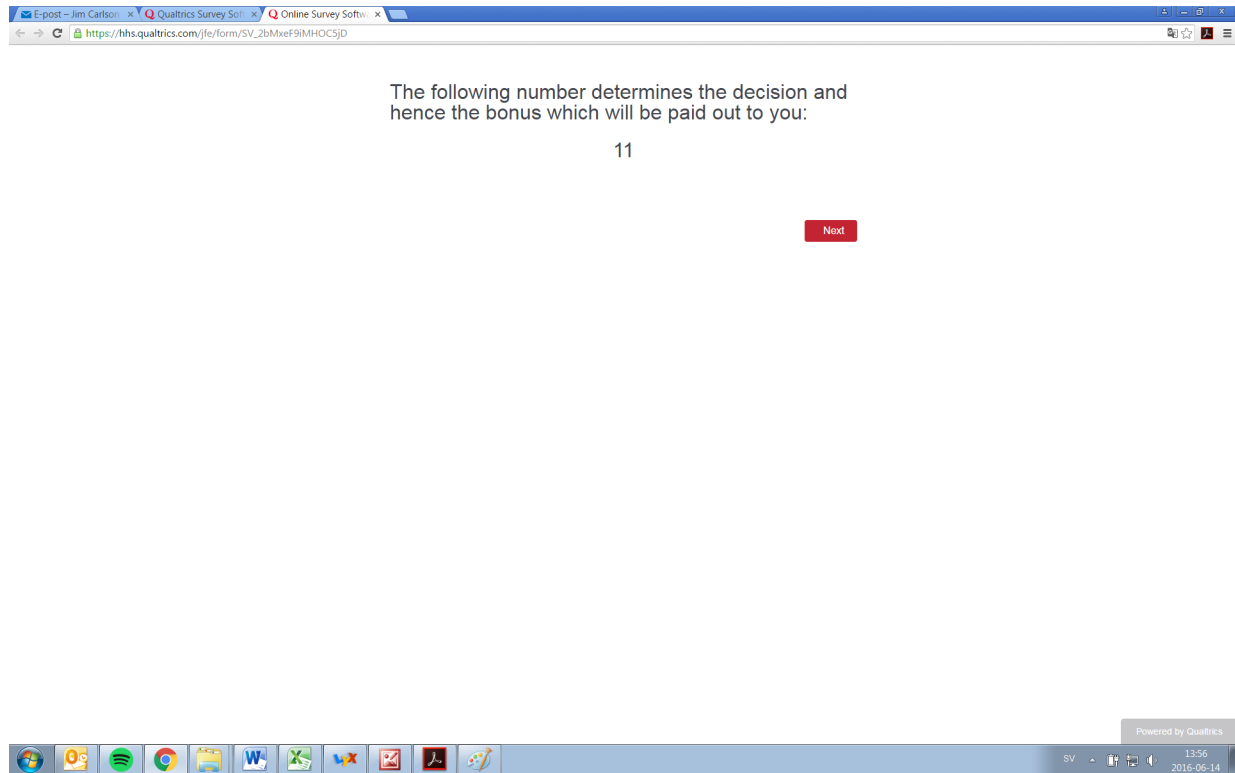 E-post – Jim Carlson
Qualtrics Survey Soft
Online Survey Softwa
https://hhs.qualtrics.com/jfe/form/SV_2bMxeF9iMHOC5jD
The following number determines the decision and
hence the bonus which will be paid out to you:
11
Next
Powered by Qualtrics
SV
13:56
2016-06-14